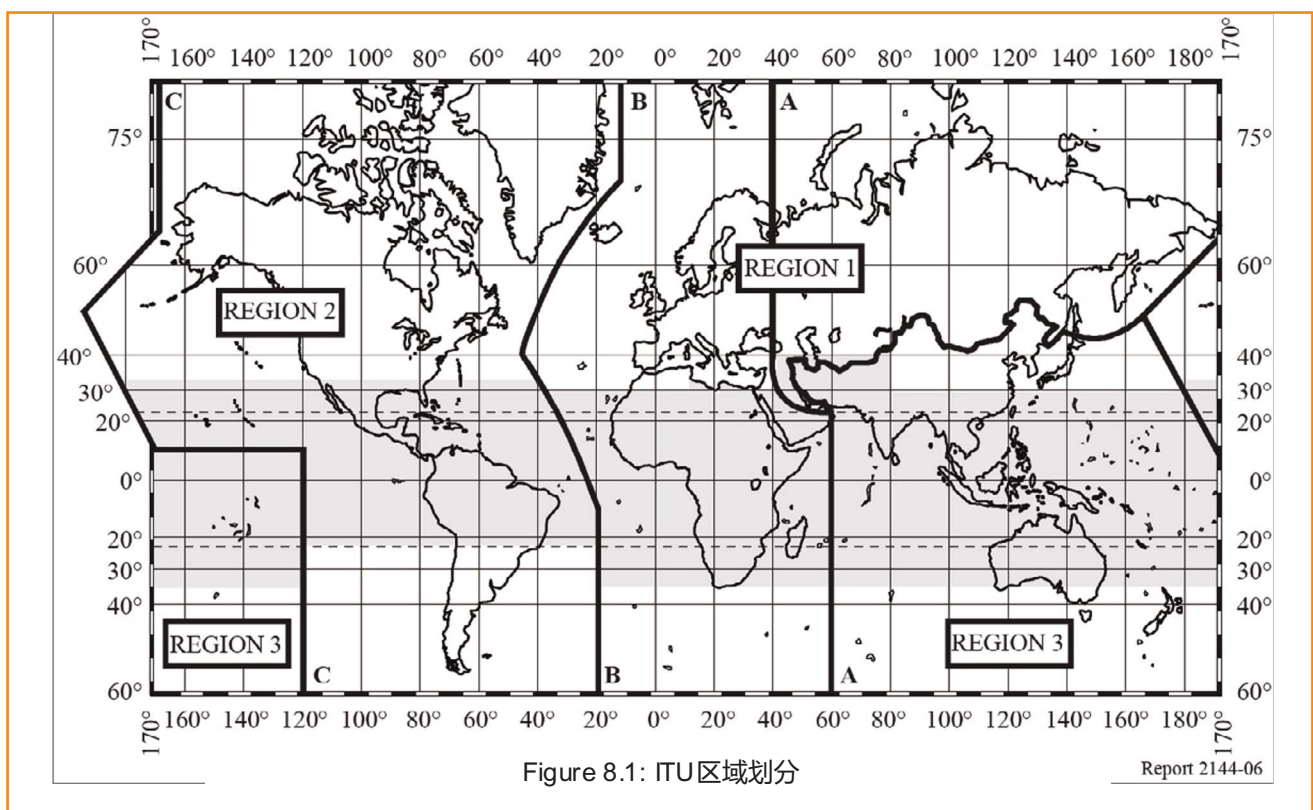 170° 160° 140° 120° 100° 80° 60° 40° 20° 0° 20° 40° 60° 80° 100° 120° 140° 160° 180° 170°
C B A
75° 75°
REGION 1
60° 60°
REGION 2
40° 40°
30° 30°
20° 20°
0° 0°
20° 20°
30° 30°
40° 40°
REGION 3 REGION 3
C B A
60° 60°
170° 160° 140° 120° 100° 80° 60° 40° 20° 0° 20° 40° 60° 80° 100° 120° 140° 160° 180° 170°
Figure 8.1: ITU区域划分
Report 2144-06